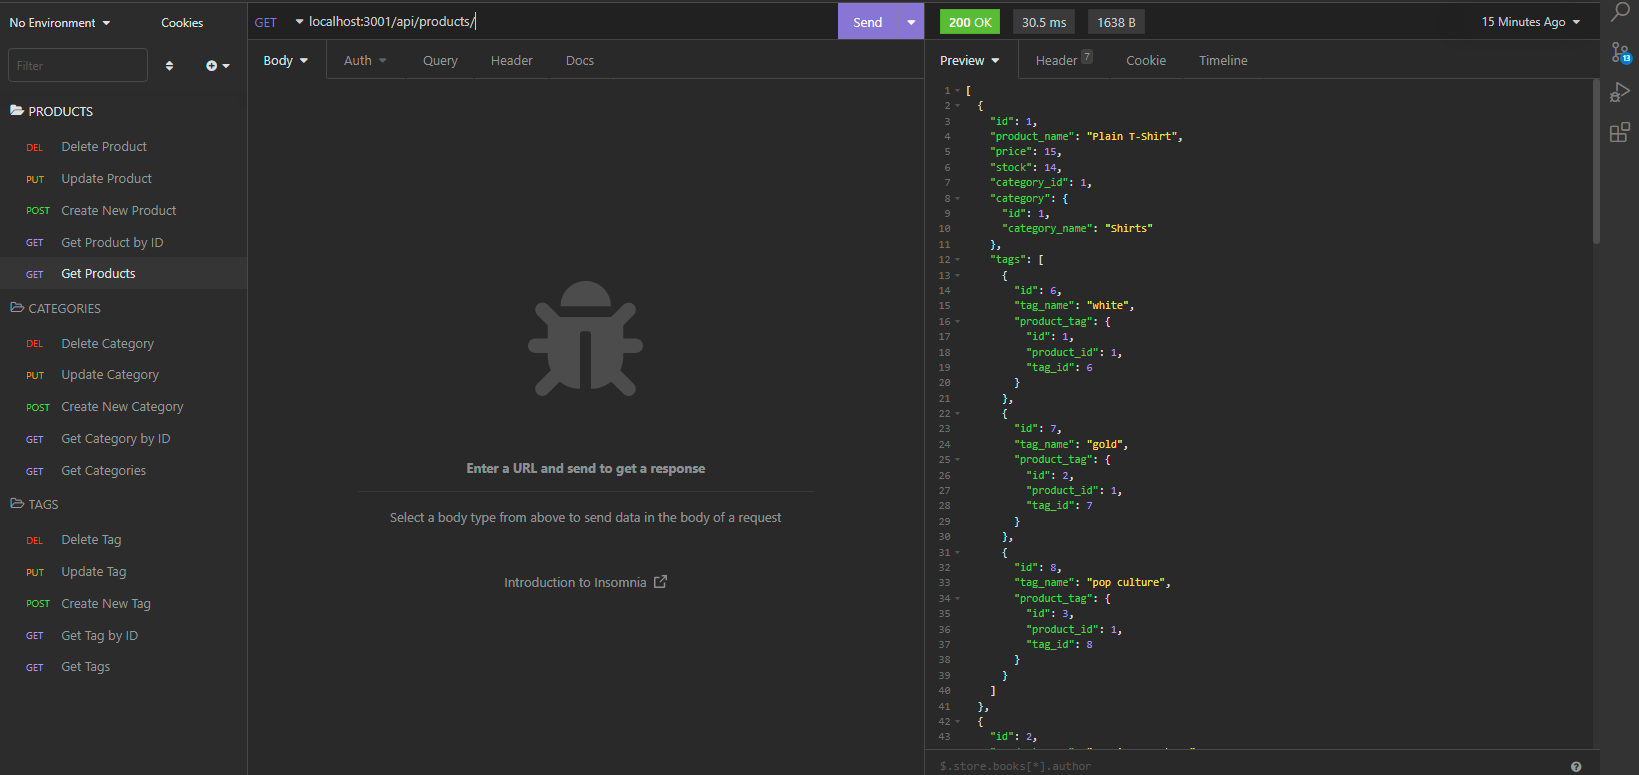 No Environment
Cookies
Filter
PRODUCTS
DEL Delete Product
PUT Update Product
POST Create New Product
GET Get Product by ID
GET Get Products
CATEGORIES
DEL Delete Category
PUT Update Category
POST Create New Category
GET Get Category by ID
GET Get Categories
TAGS
DEL Delete Tag
PUT Update Tag
POST Create New Tag
GET Get Tag by ID
GET Get Tags
GET localhost:3001/api/products/ Send
Body Auth Query Header Docs
Enter a URL and send to get a response
Select a body type from above to send data in the body of a request
Introduction to Insomnia
200 OK 30.5 ms 1638 B 15 Minutes Ago
Preview Header 7 Cookie Timeline
1 [
2 {
3 "id": 1,
4 "product_name": "Plain T-Shirt",
5 "price": 15,
6 "stock": 14,
7 "category_id": 1,
8 "category": {
9 "id": 1,
10 "category_name": "Shirts"
11 },
12 "tags": [
13 {
14 "id": 6,
15 "tag_name": "white",
16 "product_tag": {
17 "id": 1,
18 "product_id": 1,
19 "tag_id": 6
20 }
21 },
22 {
23 "id": 7,
24 "tag_name": "gold",
25 "product_tag": {
26 "id": 2,
27 "product_id": 1,
28 "tag_id": 7
29 }
30 },
31 {
32 "id": 8,
33 "tag_name": "pop culture",
34 "product_tag": {
35 "id": 3,
36 "product_id": 1,
37 "tag_id": 8
38 }
39 }
40 ]
41 },
42 {
43 "id": 2,
$.store.books[*].author
13